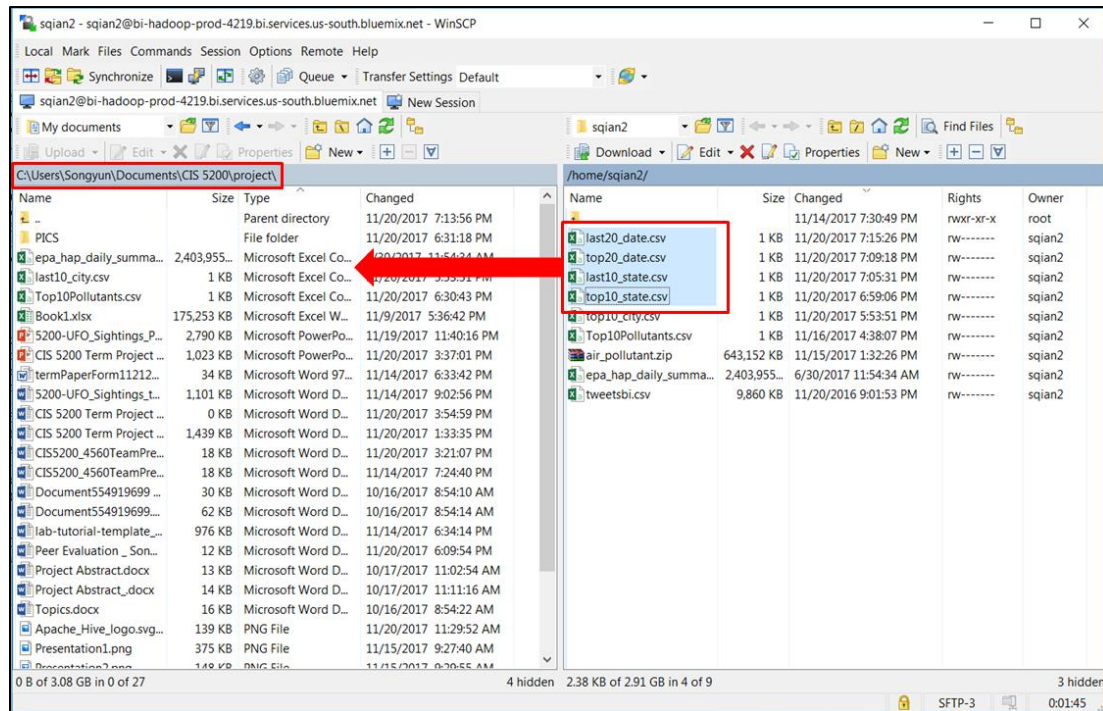 sqian2 - sqian2@bi-hadoop-prod-4219.bi.services.us-south.bluemix.net - WinSCP
Local Mark Files Commands Session Options Remote Help
Synchronize Queue Transfer Settings Default
sqian2@bi-hadoop-prod-4219.bi.services.us-south.bluemix.net New Session
My documents
Upload Edit Properties New
C:\Users\Songyun\Documents\CIS 5200\project\
Name Size Type Changed
.. Parent directory 11/20/2017 7:13:56 PM
PICS File folder 11/20/2017 6:31:18 PM
epa_hap_daily_summa... 2,403,955... Microsoft Excel Co... 11:54:34 AM
last10_city.csv 1 KB Microsoft Excel Co...
Top10Pollutants.csv 1 KB Microsoft Excel Co... 11/20/2017 6:30:43 PM
Book1.xlsx 175,253 KB Microsoft Excel W... 11/9/2017 5:36:42 PM
5200-UFO_Sightings_P... 2,790 KB Microsoft PowerPo... 11/19/2017 11:40:16 PM
CIS 5200 Term Project ... 1,023 KB Microsoft PowerPo... 11/20/2017 3:37:01 PM
termPaperForm11212... 34 KB Microsoft Word 97... 11/14/2017 6:33:42 PM
5200-UFO_Sightings_t... 1,101 KB Microsoft Word D... 11/14/2017 9:02:56 PM
CIS 5200 Term Project ... 0 KB Microsoft Word D... 11/20/2017 3:54:59 PM
CIS 5200 Term Project ... 1,439 KB Microsoft Word D... 11/20/2017 1:33:35 PM
CIS5200_4560TeamPre... 18 KB Microsoft Word D... 11/20/2017 3:21:07 PM
CIS5200_4560TeamPre... 18 KB Microsoft Word D... 11/14/2017 7:24:40 PM
Document554919699 ... 30 KB Microsoft Word D... 10/16/2017 8:54:10 AM
Document554919699.... 62 KB Microsoft Word D... 10/16/2017 8:54:14 AM
lab-tutorial-template_... 976 KB Microsoft Word D... 11/14/2017 6:34:14 PM
Peer Evaluation _ Son... 12 KB Microsoft Word D... 11/20/2017 6:09:54 PM
Project Abstract.docx 13 KB Microsoft Word D... 10/17/2017 11:02:54 AM
Project Abstract_.docx 14 KB Microsoft Word D... 10/17/2017 11:11:16 AM
Topics.docx 16 KB Microsoft Word D... 10/16/2017 8:54:22 AM
Apache_Hive_logo.svg... 139 KB PNG File 11/20/2017 11:29:52 AM
Presentation1.png 375 KB PNG File 11/15/2017 9:27:40 AM
Presentation2.png 148 KB PNG File 11/15/2017 9:29:55 AM
0 B of 3.08 GB in 0 of 27 4 hidden
sqian2 Find Files
Download Edit Properties New
/home/sqian2/
Name Size Changed Rights Owner
11/14/2017 7:30:49 PM rwxr-xr-x root
last20_date.csv 1 KB 11/20/2017 7:15:26 PM rw------- sqian2
top20_date.csv 1 KB 11/20/2017 7:09:18 PM rw------- sqian2
last10_state.csv 1 KB 11/20/2017 7:05:31 PM rw------- sqian2
top10_state.csv 1 KB 11/20/2017 6:59:06 PM rw------- sqian2
top10_city.csv 1 KB 11/20/2017 5:53:51 PM rw------- sqian2
Top10Pollutants.csv 1 KB 11/16/2017 4:38:07 PM rw------- sqian2
air_pollutant.zip 643,152 KB 11/15/2017 1:32:26 PM rw------- sqian2
epa_hap_daily_summa... 2,403,955... 6/30/2017 11:54:34 AM rw------- sqian2
tweetsbi.csv 9,860 KB 11/20/2016 9:01:53 PM rw------- sqian2
2.38 KB of 2.91 GB in 4 of 9 3 hidden
SFTP-3 0:01:45